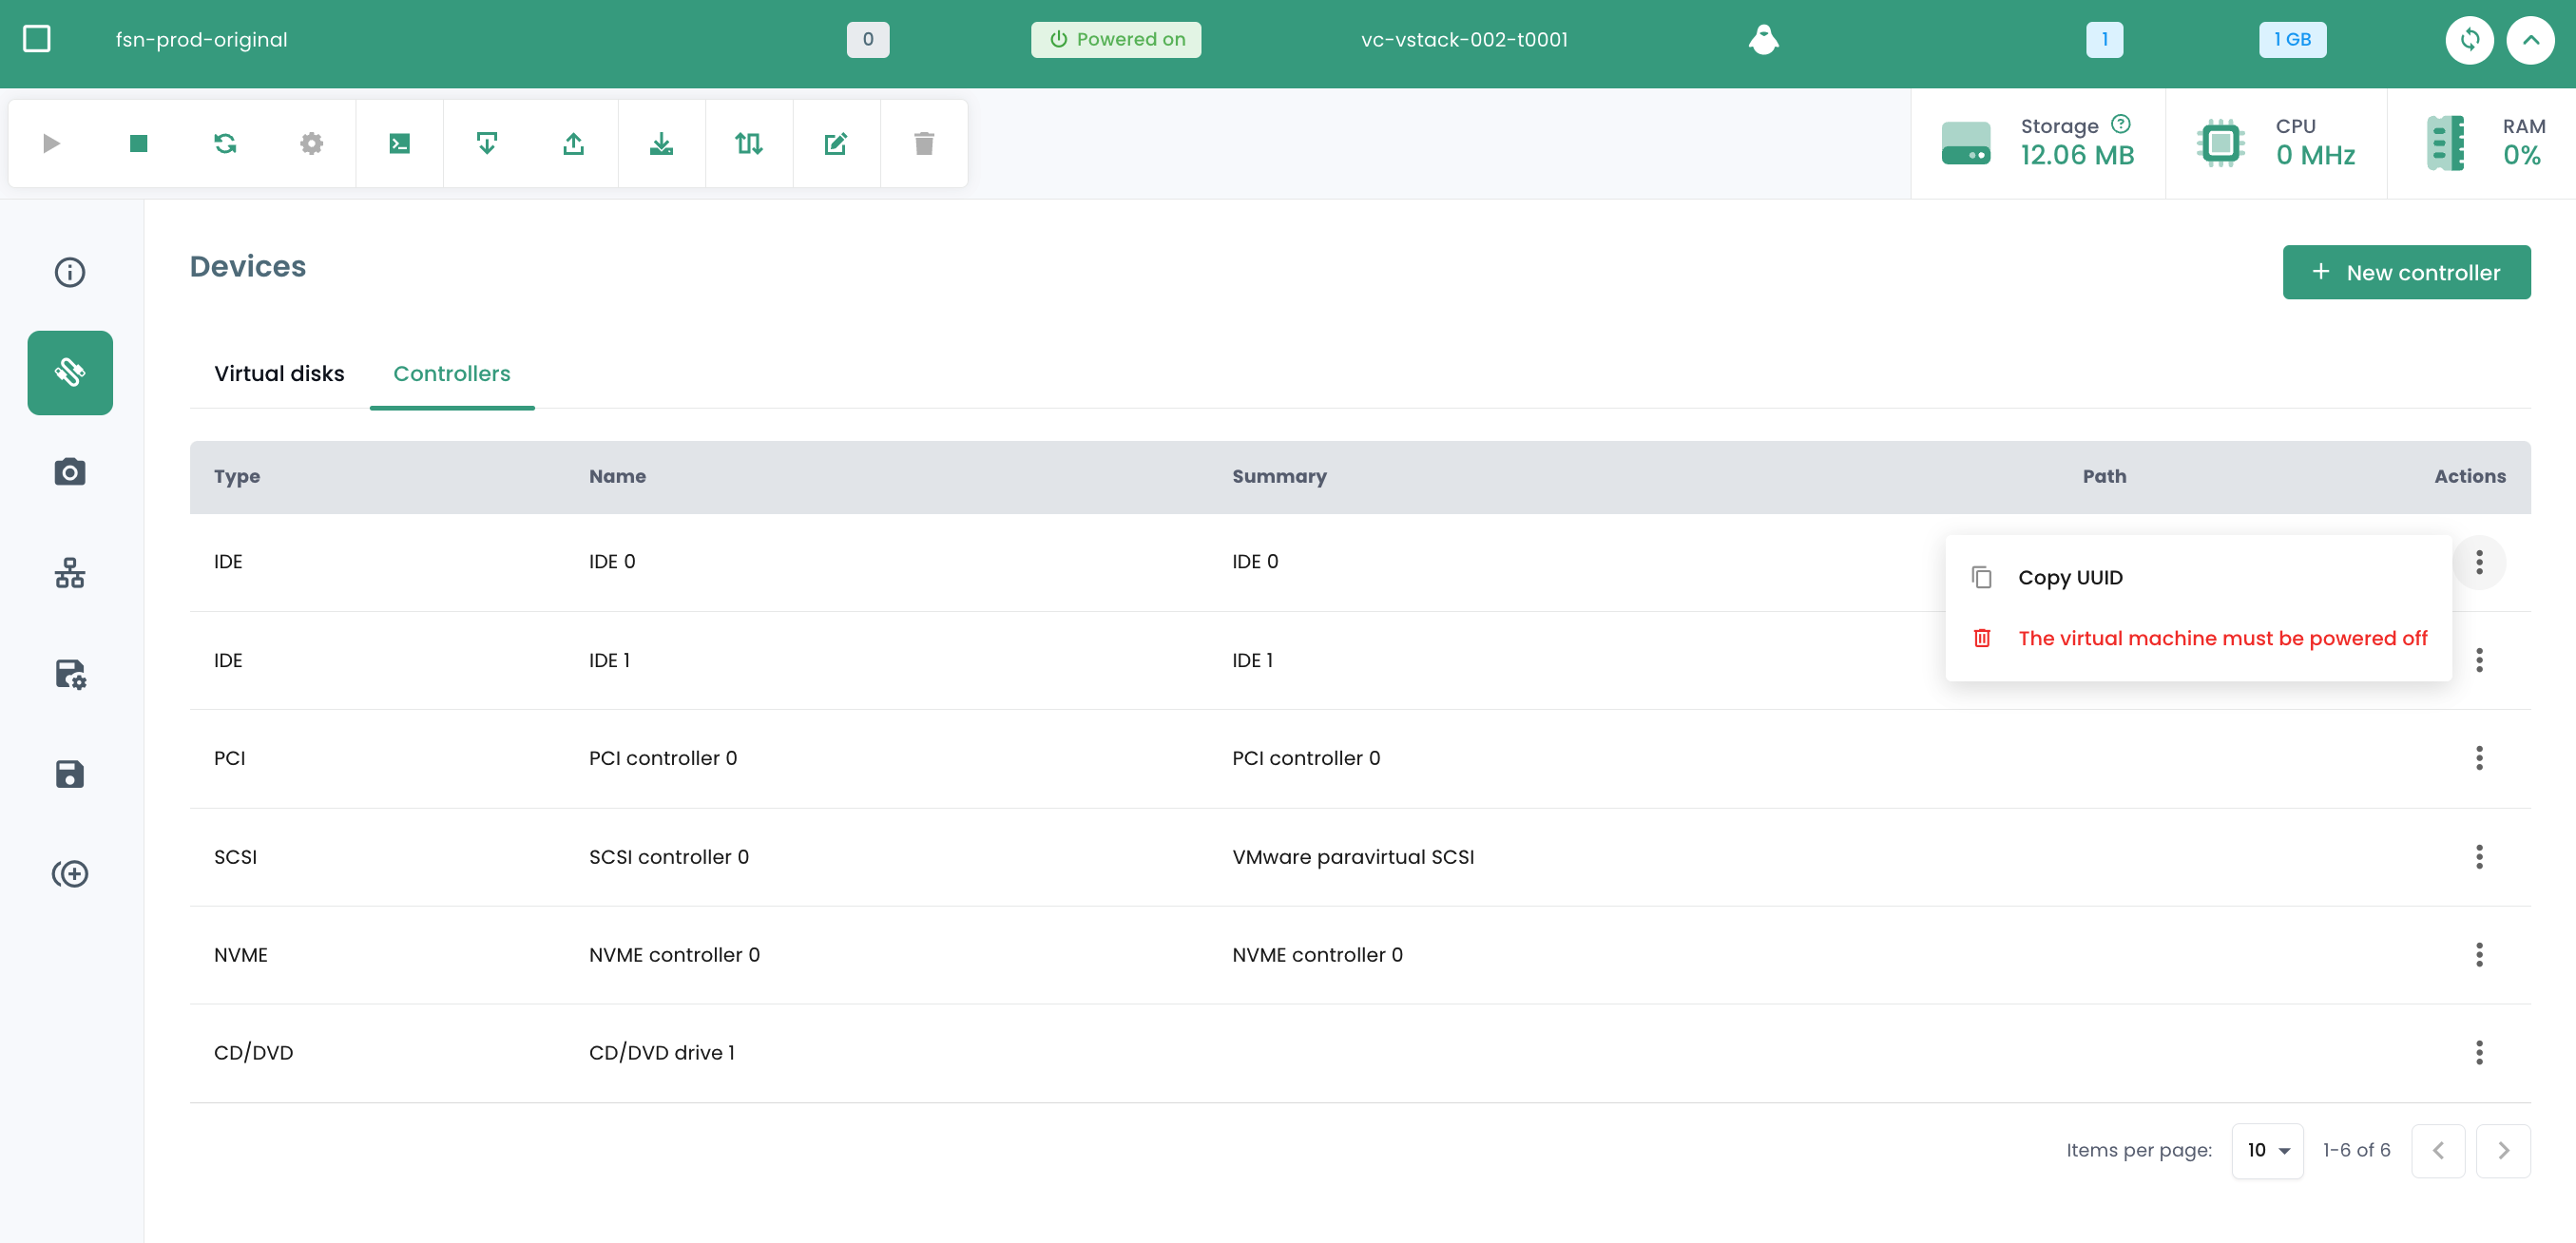 fsn-prod-original 0 Powered on vc-vstack-002-t0001 1 1 GB
Storage CPU RAM
12.06 MB 0 MHz 0%
Devices
+ New controller
Virtual disks Controllers
Type Name Summary Path Actions
IDE IDE 0 IDE 0
Copy UUID
The virtual machine must be powered off
IDE IDE 1 IDE 1
PCI PCI controller 0 PCI controller 0
SCSI SCSI controller 0 VMware paravirtual SCSI
NVME NVME controller 0 NVME controller 0
CD/DVD CD/DVD drive 1
Items per page: 10 1-6 of 6